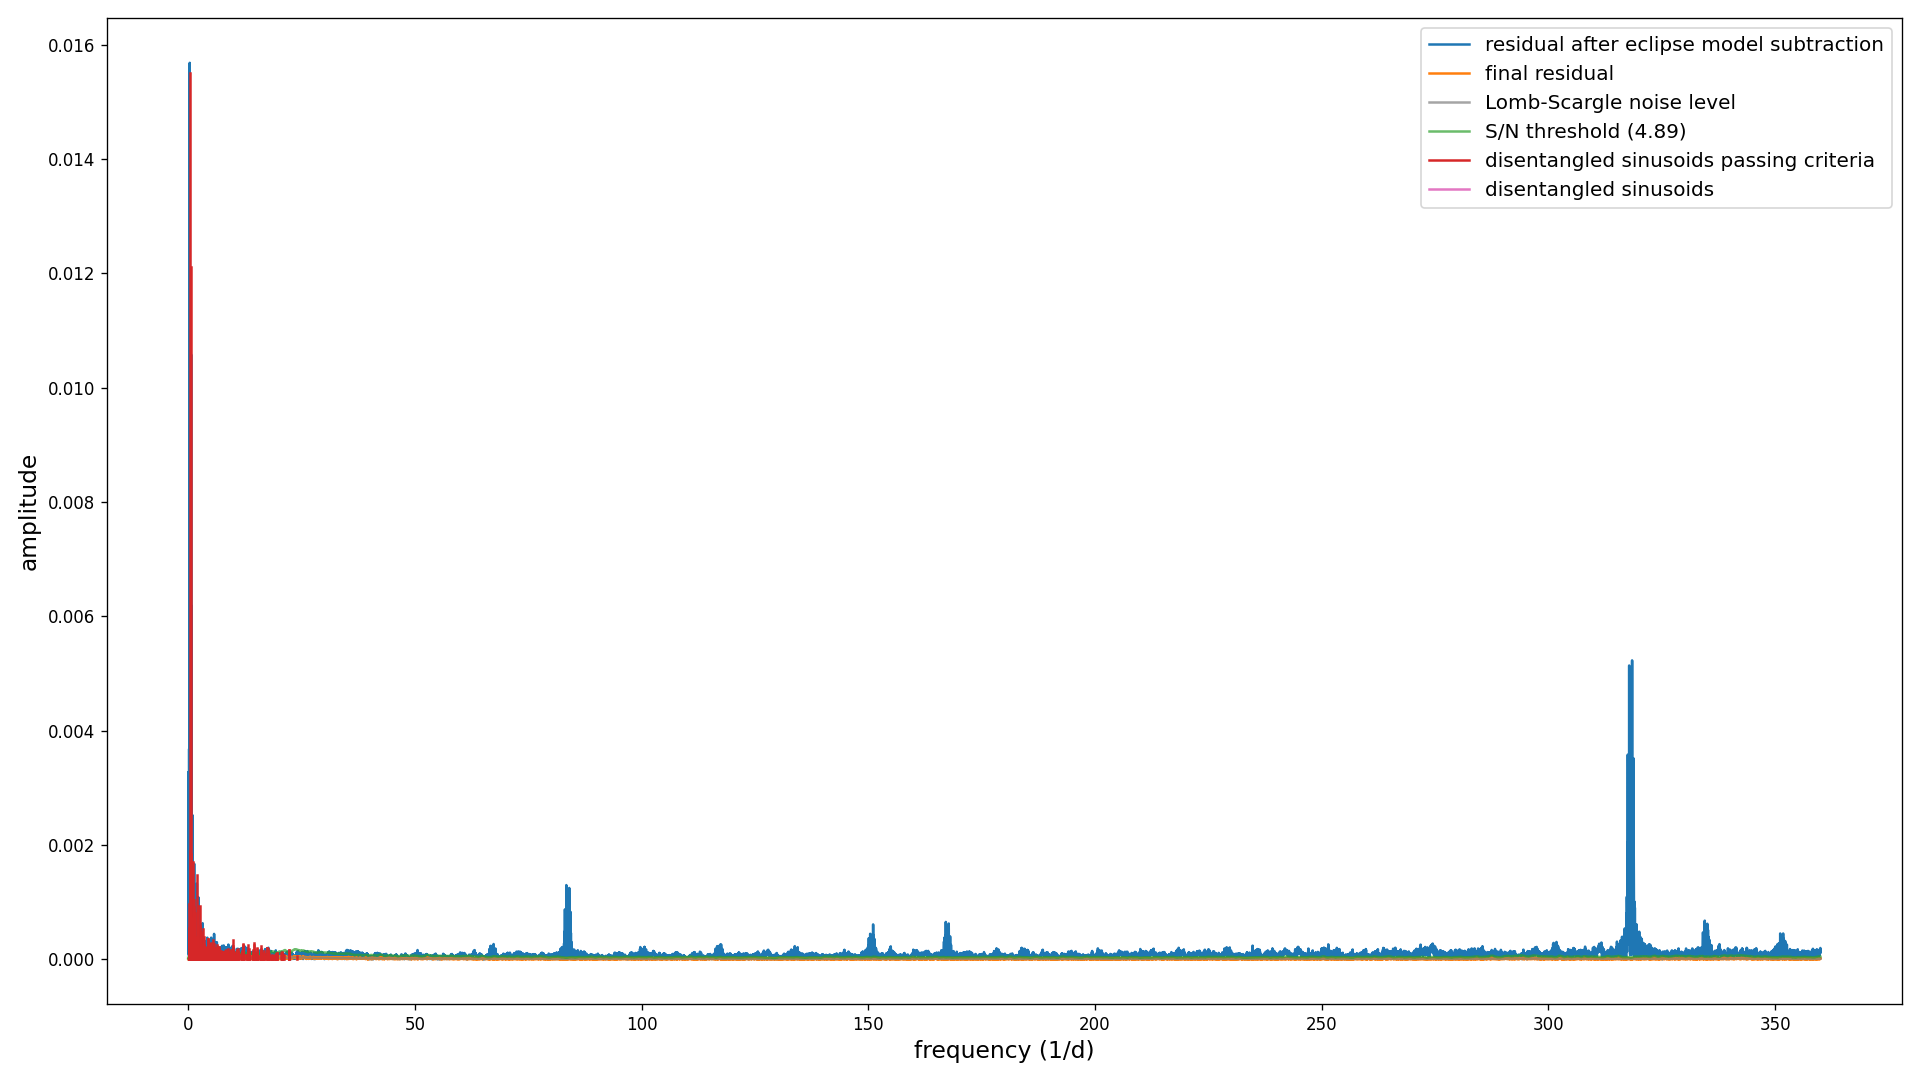 residual after eclipse model subtraction
final residual
Lomb-Scargle noise level
S/N threshold (4.89)
disentangled sinusoids passing criteria
disentangled sinusoids
amplitude
0.016
0.014
0.012
0.010
0.008
0.006
0.004
0.002
0.000
0 50 100 150 200 250 300 350
frequency (1/d)